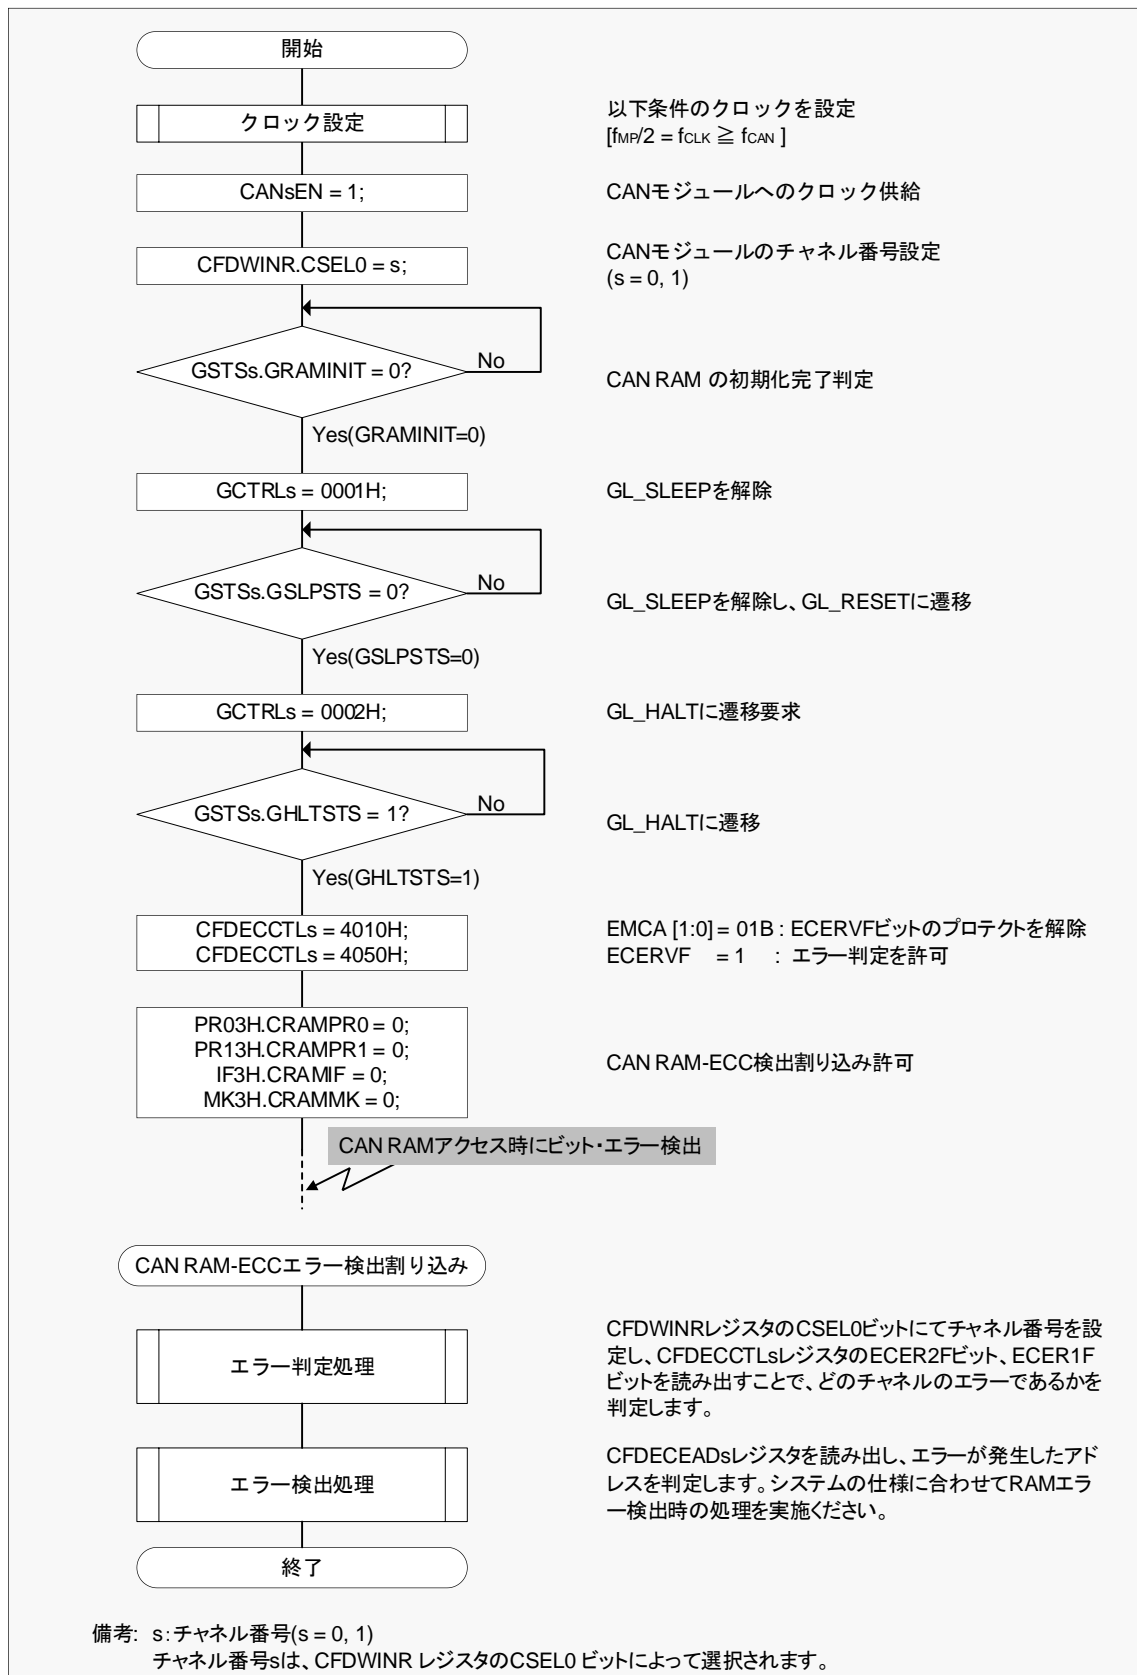 開始
クロック設定
以下条件のクロックを設定
[fMP/2 = fCLK ≧ fCAN ]
CANsEN = 1;
CANモジュールへのクロック供給
CFDWINR.CSEL0 = s;
CANモジュールのチャネル番号設定
(s = 0, 1)
GSTSs.GRAMINIT = 0?
No
CAN RAM の初期化完了判定
Yes(GRAMINIT=0)
GCTRLs = 0001H;
GL_SLEEPを解除
GSTSs.GSLPSTS = 0?
No
GL_SLEEPを解除し、GL_RESETに遷移
Yes(GSLPSTS=0)
GCTRLs = 0002H;
GL_HALTに遷移要求
GSTSs.GHLTSTS = 1?
No
GL_HALTに遷移
Yes(GHLTSTS=1)
CFDECCTLs = 4010H;
CFDECCTLs = 4050H;
EMCA [1:0] = 01B : ECERVFビットのプロテクトを解除
ECERVF = 1 : エラー判定を許可
PR03H.CRAMPR0 = 0;
PR13H.CRAMPR1 = 0;
IF3H.CRAMIF = 0;
MK3H.CRAMMK = 0;
CAN RAM-ECC検出割り込み許可
CAN RAMアクセス時にビット・エラー検出
CAN RAM-ECCエラー検出割り込み
エラー判定処理
CFDWINRレジスタのCSEL0ビットにてチャネル番号を設
定し、CFDECCTLsレジスタのECER2Fビット、ECER1F
ビットを読み出すことで、どのチャネルのエラーであるかを
判定します。
エラー検出処理
CFDECEADsレジスタを読み出し、エラーが発生したアド
レスを判定します。システムの仕様に合わせてRAMエラ
ー検出時の処理を実施ください。
終了
備考: s:チャネル番号(s = 0, 1)
チャネル番号sは、CFDWINR レジスタのCSEL0 ビットによって選択されます。